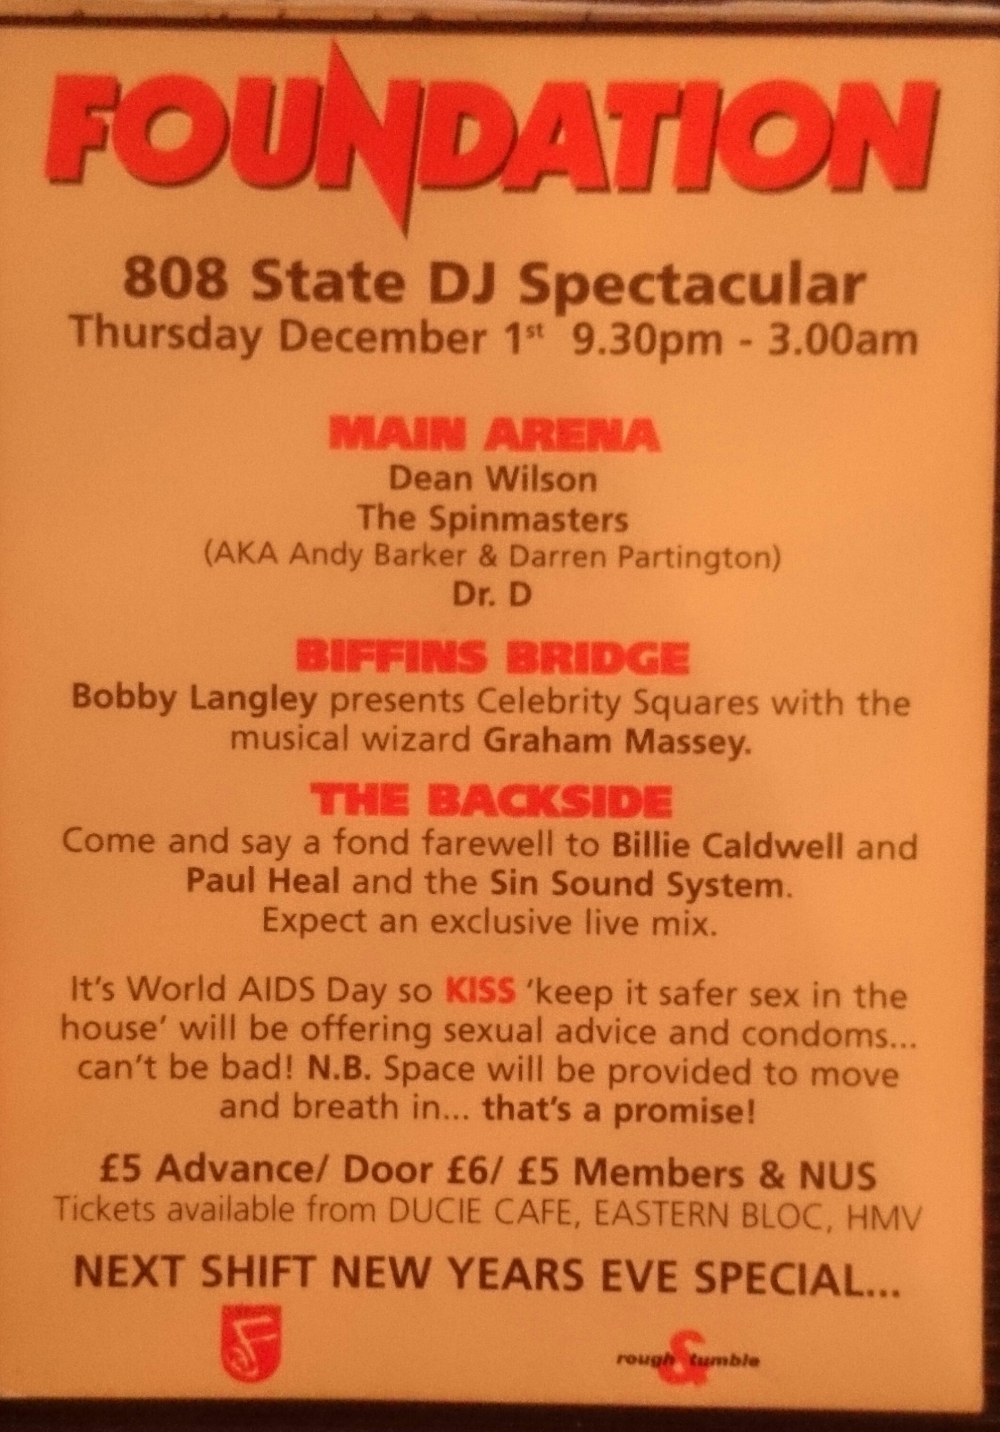 FOUNDATION
808 State DJ Spectacular
Thursday December 1st 9.30pm - 3.00am
MAIN ARENA
Dean Wilson
The Spinmasters
(AKA Andy Barker & Darren Partington)
Dr. D
BIFFINS BRIDGE
Bobby Langley presents Celebrity Squares with the
musical wizard Graham Massey.
THE BACKSIDE
Come and say a fond farewell to Billie Caldwell and
Paul Heal and the Sin Sound System.
Expect an exclusive live mix.
It's World AIDS Day so KISS 'keep it safer sex in the
house' will be offering sexual advice and condoms...
can't be bad! N.B. Space will be provided to move
and breath in... that's a promise!
£5 Advance/ Door £6/ £5 Members & NUS
Tickets available from DUCIE CAFE, EASTERN BLOC, HMV
NEXT SHIFT NEW YEARS EVE SPECIAL...
rough & tumble